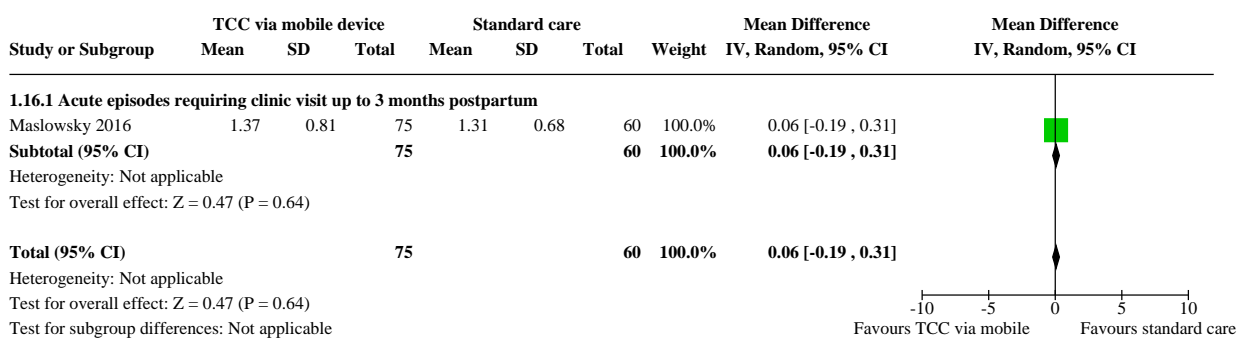 TCC via mobile device Standard care Mean Difference Mean Difference
Study or Subgroup Mean SD Total Mean SD Total Weight IV, Random, 95% CI IV, Random, 95% CI
1.16.1 Acute episodes requiring clinic visit up to 3 months postpartum
Maslowsky 2016 1.37 0.81 75 1.31 0.68 60 100.0% 0.06 [-0.19 , 0.31]
Subtotal (95% CI) 75 60 100.0% 0.06 [-0.19 , 0.31]
Heterogeneity: Not applicable
Test for overall effect: Z = 0.47 (P = 0.64)
Total (95% CI) 75 60 100.0% 0.06 [-0.19 , 0.31]
Heterogeneity: Not applicable
Test for overall effect: Z = 0.47 (P = 0.64)
Test for subgroup differences: Not applicable
-10 -5 0 5 10
Favours TCC via mobile Favours standard care